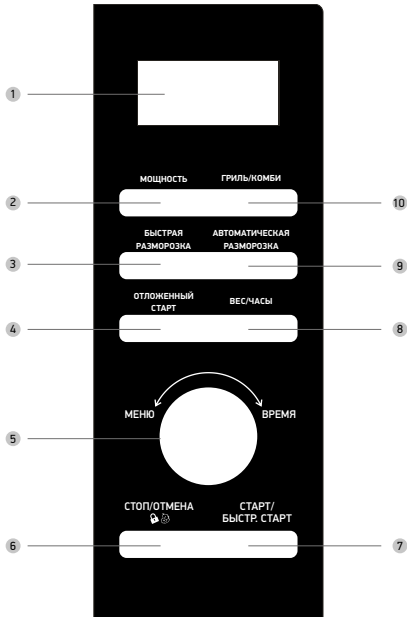 1
МОЩНОСТЬ
ГРИЛЬ/КОМБИ
2
10
БЫСТРАЯ
РАЗМОРОЗКА
АВТОМАТИЧЕСКАЯ
РАЗМОРОЗКА
3
9
ОТЛОЖЕННЫЙ
СТАРТ
ВЕС/ЧАСЫ
4
8
МЕНЮ
ВРЕМЯ
5
СТОП/ОТМЕНА
СТАРТ/
БЫСТР. СТАРТ
6
7